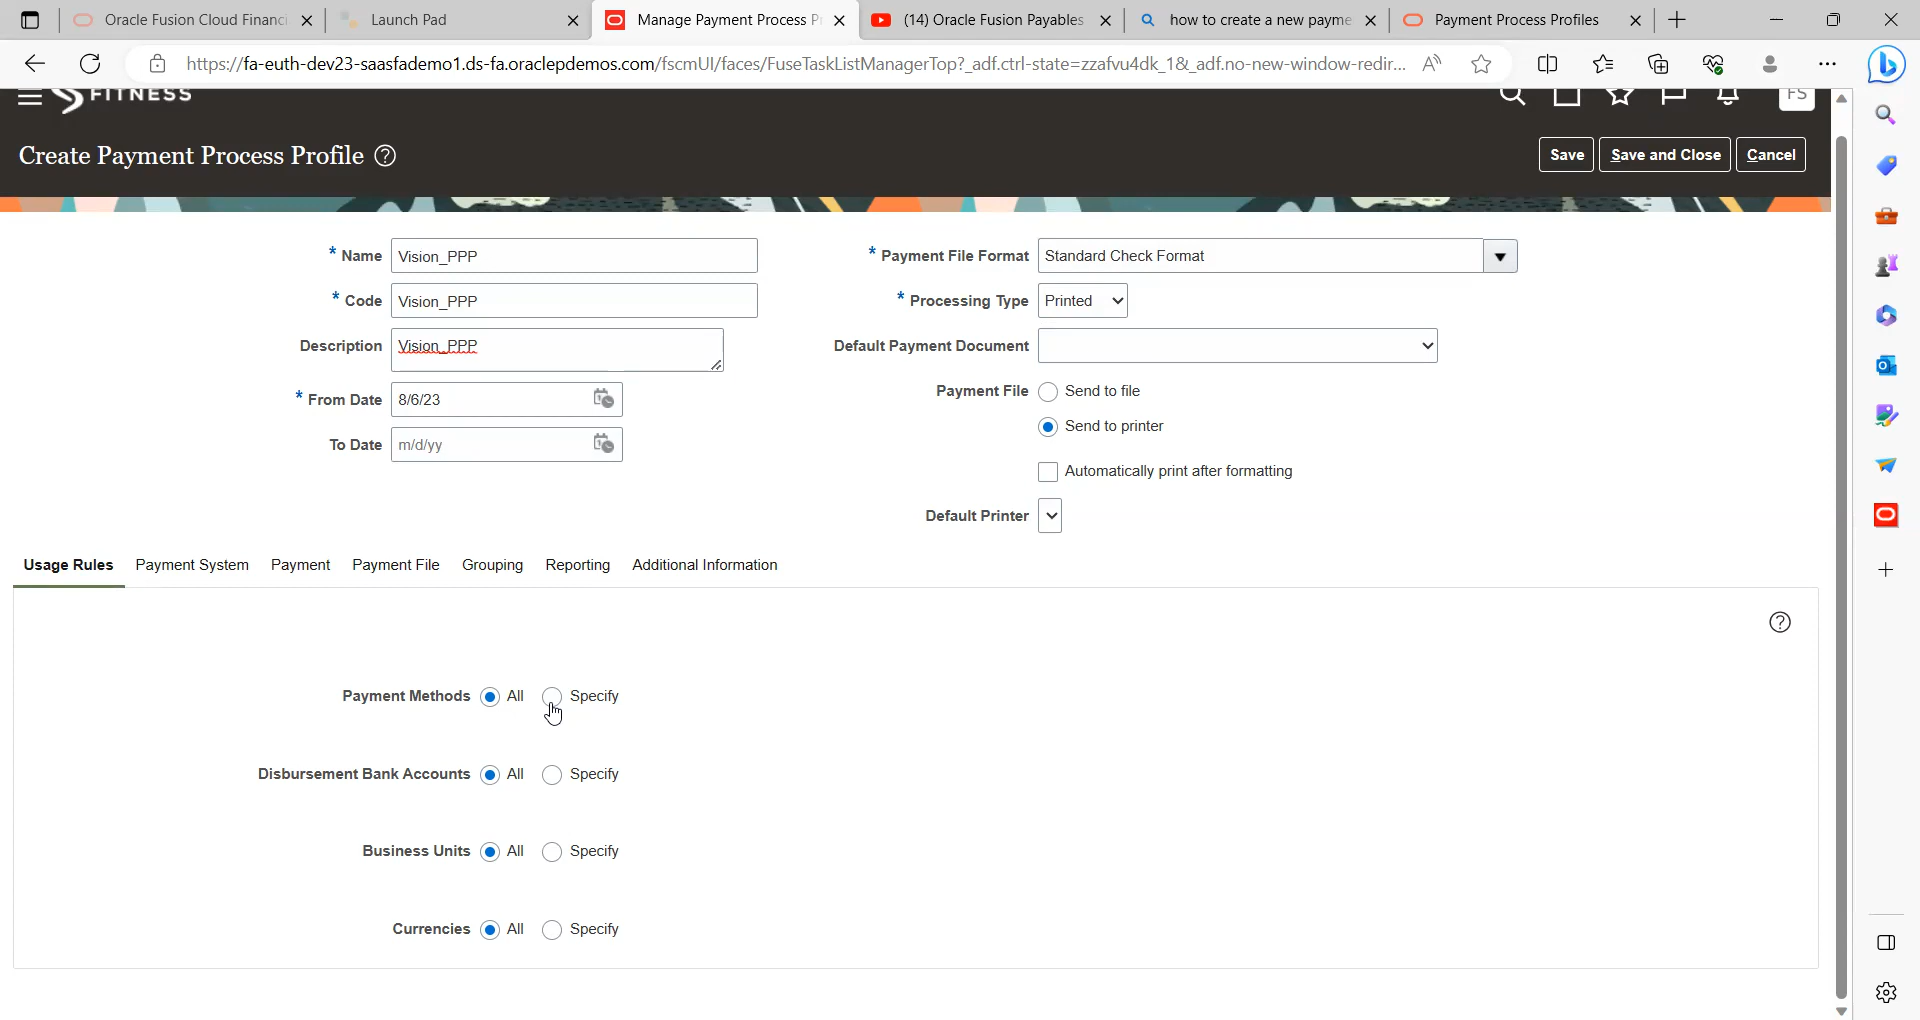 Oracle Fusion Cloud Financi
Launch Pad
Manage Payment Process P
(14) Oracle Fusion Payables
how to create a new payme
Payment Process Profiles
https://fa-euth-dev23-saasfademo1.ds-fa.oraclepdemos.com/fscmUI/faces/FuseTaskListManagerTop?_adf.ctrl-state=zzafvu4dk_1&_adf.no-new-window-redir...
FITNESS
FS
Create Payment Process Profile
Save
Save and Close
Cancel
* Name Vision_PPP
* Code Vision_PPP
Description Vision_PPP
* From Date 8/6/23
To Date m/d/yy
* Payment File Format Standard Check Format
* Processing Type Printed
Default Payment Document
Payment File Send to file
Send to printer
Automatically print after formatting
Default Printer
Usage Rules Payment System Payment Payment File Grouping Reporting Additional Information
Payment Methods All Specify
Disbursement Bank Accounts All Specify
Business Units All Specify
Currencies All Specify